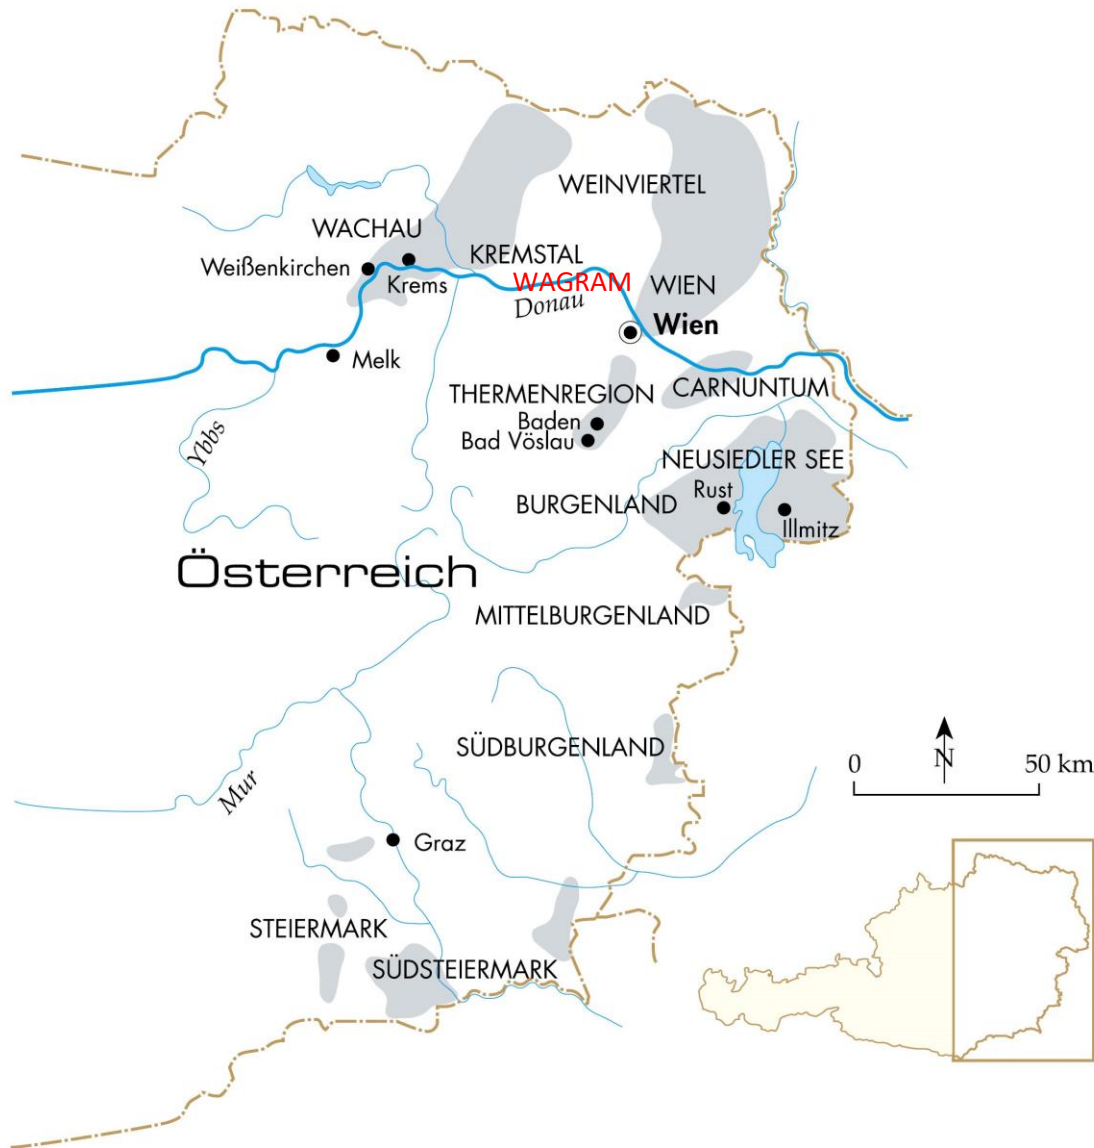 WEINVIERTEL
WACHAU
KREMSTAL
Weißenkirchen
Krems
WAGRAM
Donau
WIEN
Wien
Melk
THERMENREGION
CARNUNTUM
Baden
Bad Vöslau
Ybbs
NEUSIEDLER SEE
Rust
BURGENLAND
Illmitz
Österreich
MITTELBURGENLAND
SÜDBURGENLAND
N
0 50 km
Mur
Graz
STEIERMARK
SÜDSTEIERMARK